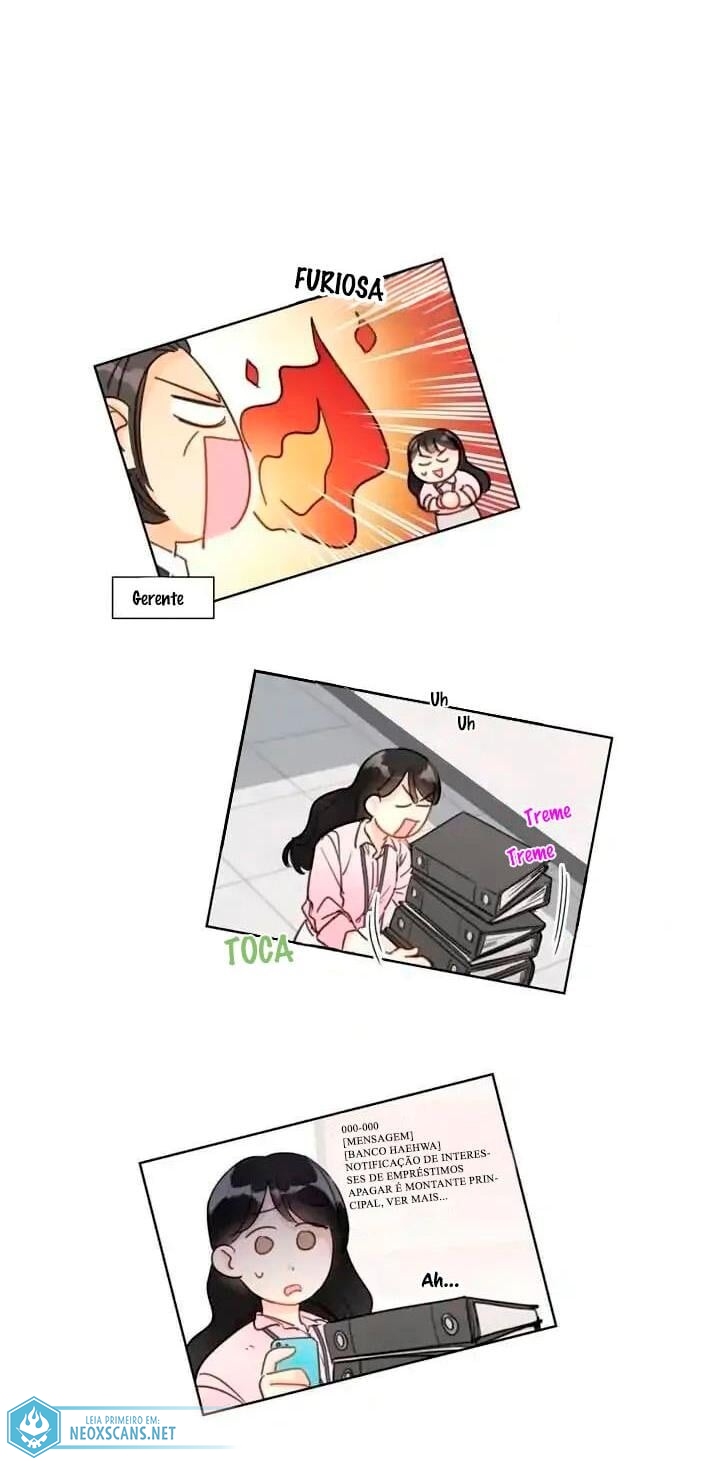 FURIOSA
Gerente
Uh
Uh
Treme
Treme
TOCA
000-000
[MENSAGEM]
[BANCO HAEHWA]
NOTIFICAÇÃO DE INTERES-
SES DE EMPRÉSTIMOS
APAGAR É MONTANTE PRIN-
CIPAL, VER MAIS...
Ah...
LEIA PRIMEIRO EM:
NEOXSCANS.NET